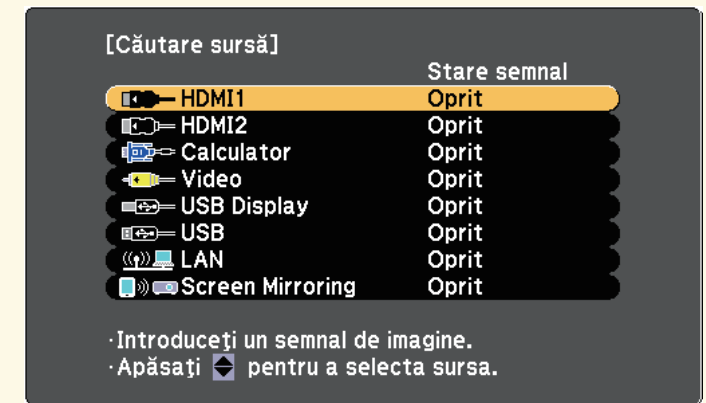 [Căutare sursă]
Stare semnal
HDMI1 Oprit
HDMI2 Oprit
Calculator Oprit
Video Oprit
USB Display Oprit
USB Oprit
LAN Oprit
Screen Mirroring Oprit
·Introduceţi un semnal de imagine.
·Apăsaţi pentru a selecta sursa.